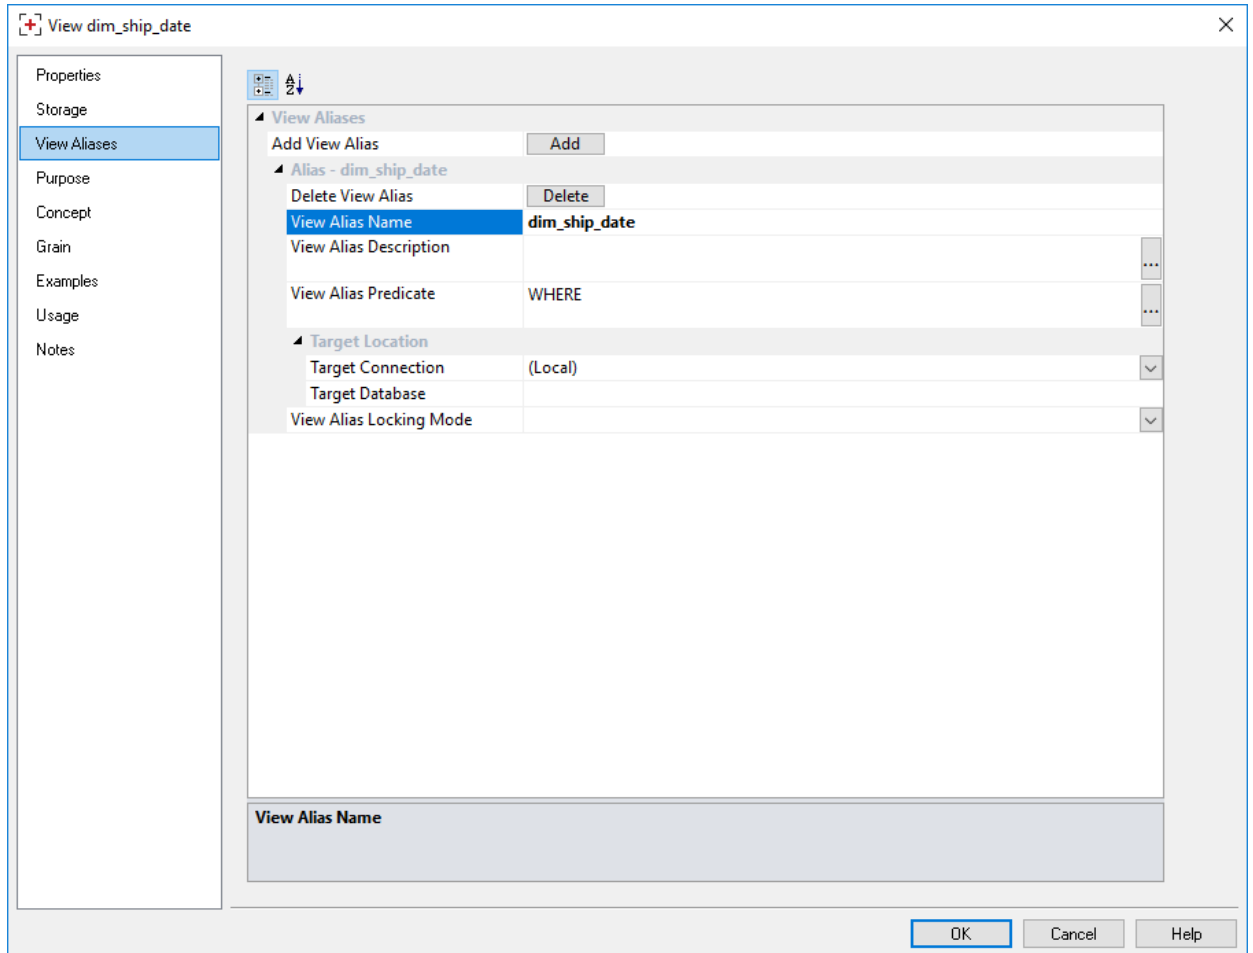 View dim_ship_date
Properties
Storage
View Aliases
Purpose
Concept
Grain
Examples
Usage
Notes
View Aliases
Add View Alias Add
Alias - dim_ship_date
Delete View Alias Delete
View Alias Name dim_ship_date
View Alias Description ...
View Alias Predicate WHERE ...
Target Location
Target Connection (Local)
Target Database
View Alias Locking Mode
View Alias Name
OK Cancel Help